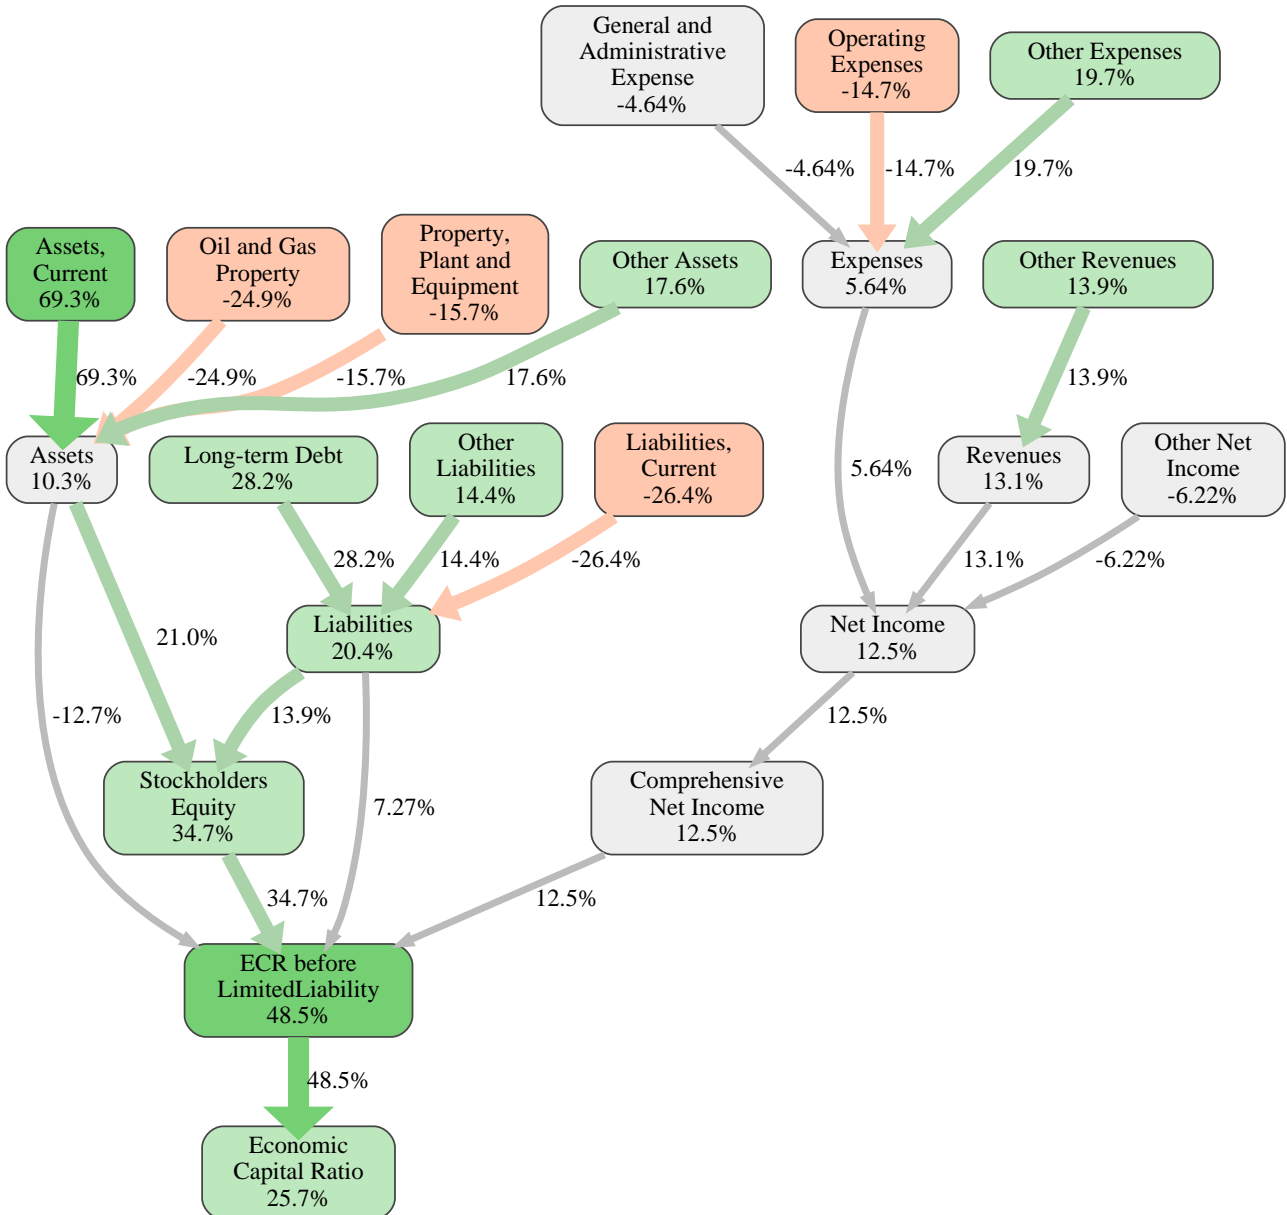 General and
Administrative
Expense
-4.64%
Operating
Expenses
-14.7%
Other Expenses
19.7%
-4.64%
-14.7%
19.7%
Assets,
Current
69.3%
Oil and Gas
Property
-24.9%
Property,
Plant and
Equipment
-15.7%
Other Assets
17.6%
Expenses
5.64%
Other Revenues
13.9%
69.3%
-24.9%
-15.7%
17.6%
13.9%
Assets
10.3%
Long-term Debt
28.2%
Other
Liabilities
14.4%
Liabilities,
Current
-26.4%
5.64%
Revenues
13.1%
Other Net
Income
-6.22%
28.2%
14.4%
-26.4%
13.1%
-6.22%
21.0%
Liabilities
20.4%
Net Income
12.5%
-12.7%
13.9%
12.5%
Stockholders
Equity
34.7%
7.27%
Comprehensive
Net Income
12.5%
34.7%
12.5%
ECR before
LimitedLiability
48.5%
48.5%
Economic
Capital Ratio
25.7%